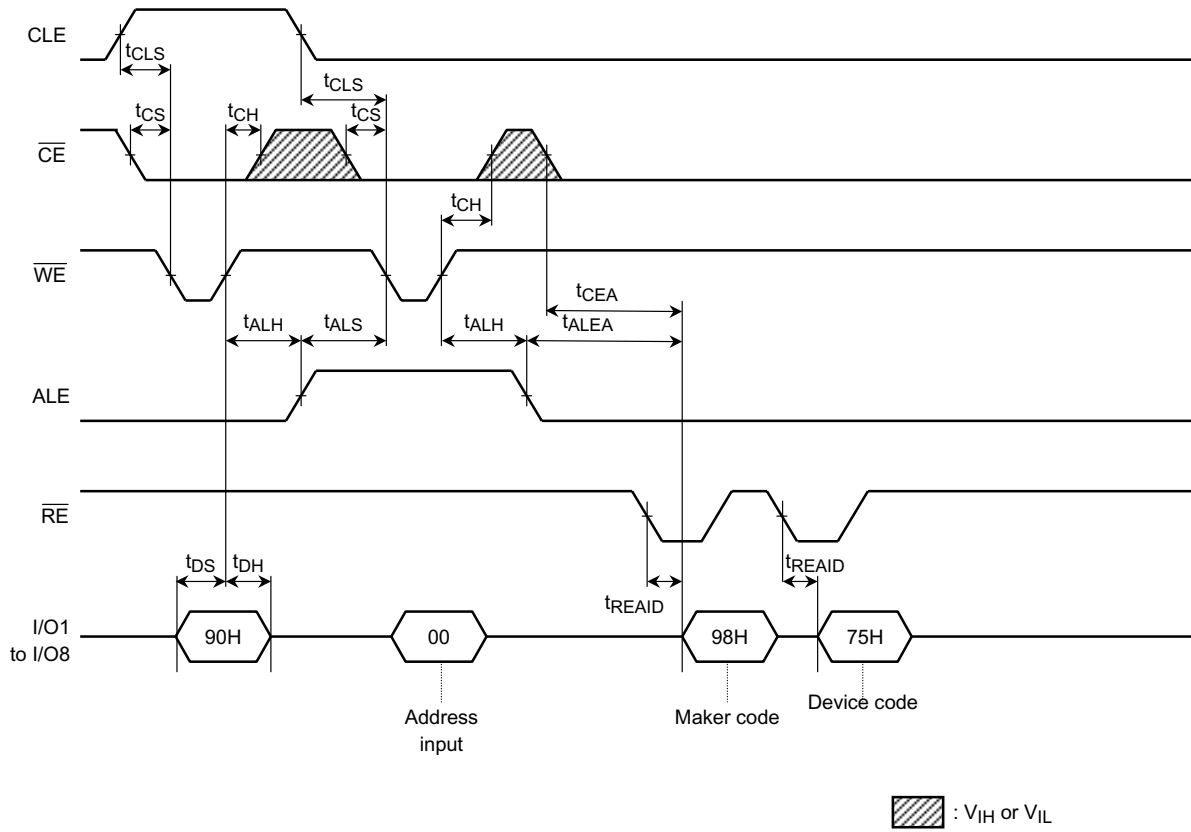 CLE
tCLS
tCLS
tCS
tCH
tCS
CE
tCH
WE
tCEA
tALH
tALS
tALH
tALEA
ALE
RE
tDS
tDH
tREAID
tREAID
I/O1
to I/O8
90H
00
98H
75H
Address
input
Maker code
Device code
: VIH or VIL